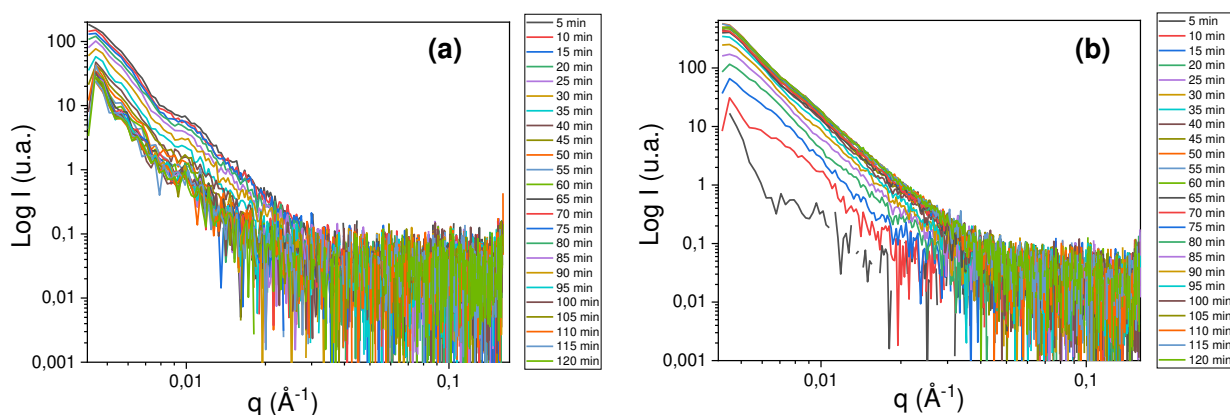 (a)
Log I (u.a.)
100
10
1
0,1
0,01
0,001
0,01
0,1
q (Å-1)
5 min
10 min
15 min
20 min
25 min
30 min
35 min
40 min
45 min
50 min
55 min
60 min
65 min
70 min
75 min
80 min
85 min
90 min
95 min
100 min
105 min
110 min
115 min
120 min
(b)
Log I (u.a.)
100
10
1
0,1
0,01
0,001
0,01
0,1
q (Å-1)
5 min
10 min
15 min
20 min
25 min
30 min
35 min
40 min
45 min
50 min
55 min
60 min
65 min
70 min
75 min
80 min
85 min
90 min
95 min
100 min
105 min
110 min
115 min
120 min